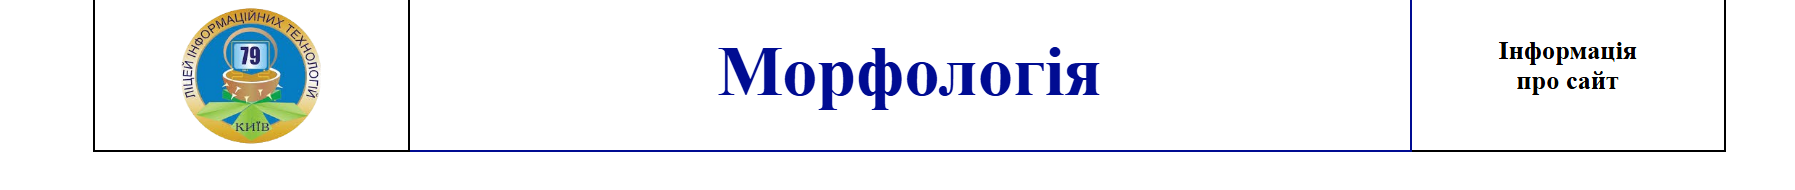 ЛІЦЕЙ ІНФОРМАЦІЙНИХ ТЕХНОЛОГІЙ
79
КИЇВ
Морфологія
Інформація
про сайт